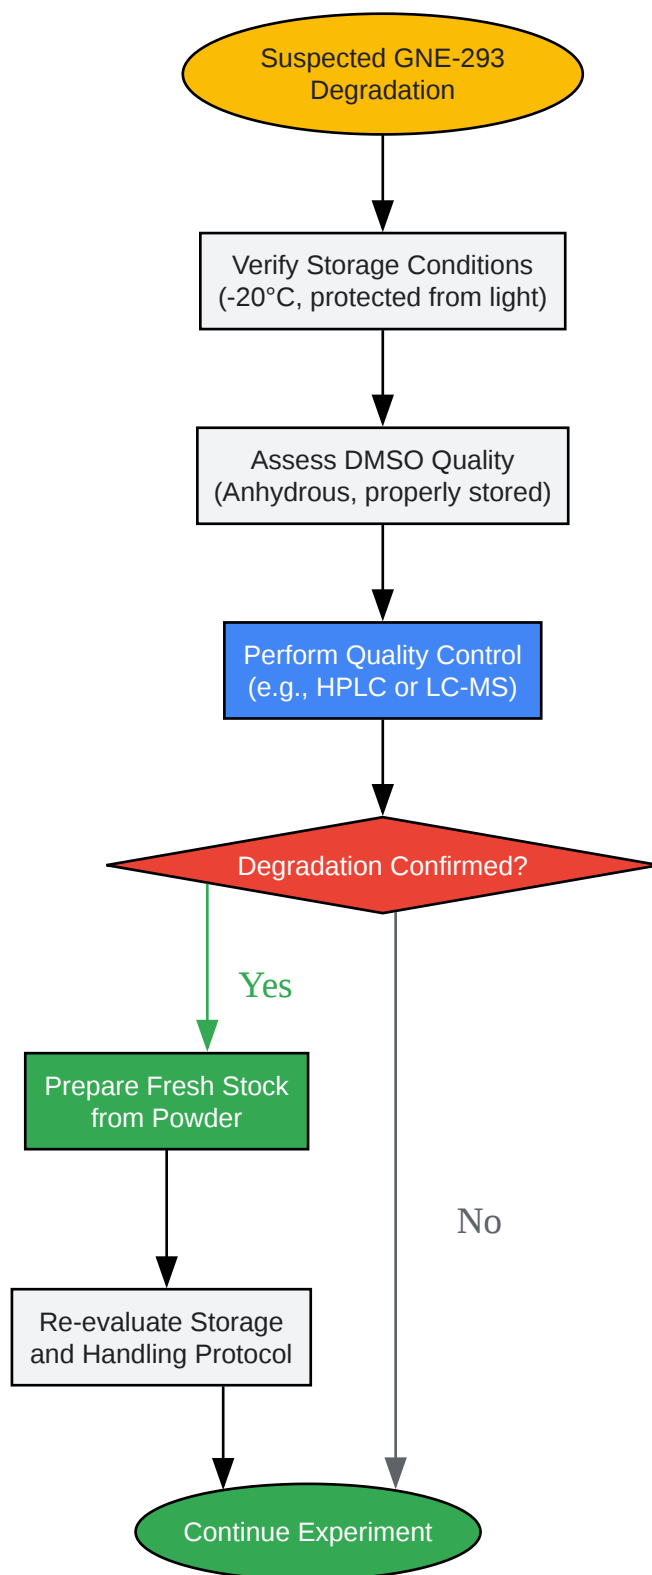 Suspected GNE-293
Degradation
Verify Storage Conditions
(-20°C, protected from light)
Assess DMSO Quality
(Anhydrous, properly stored)
Perform Quality Control
(e.g., HPLC or LC-MS)
Degradation Confirmed?
Yes
Prepare Fresh Stock
from Powder
No
Re-evaluate Storage
and Handling Protocol
Continue Experiment